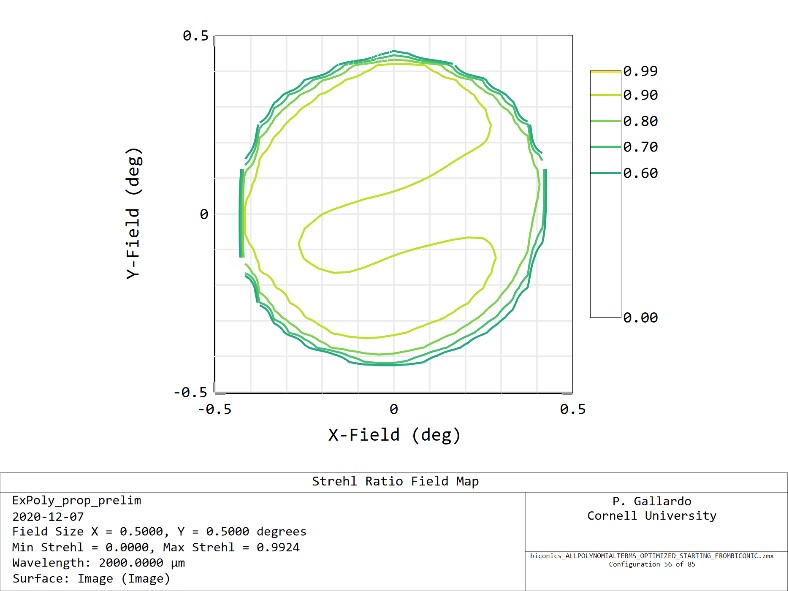 0.5
0
-0.5
-0.5
0
0.5
Y-Field (deg)
X-Field (deg)
0.99
0.90
0.80
0.70
0.60
0.00
Strehl Ratio Field Map
ExPoly_prop_prelim
2020-12-07
Field Size X = 0.5000, Y = 0.5000 degrees
Min Strehl = 0.0000, Max Strehl = 0.9924
Wavelength: 2000.0000 µm
Surface: Image (Image)
P. Gallardo
Cornell University
biconics_ALLPOLYNOMIALTERMS_OPTIMIZED_STARTING_FROMBICONIC.zmx
Configuration 56 of 85